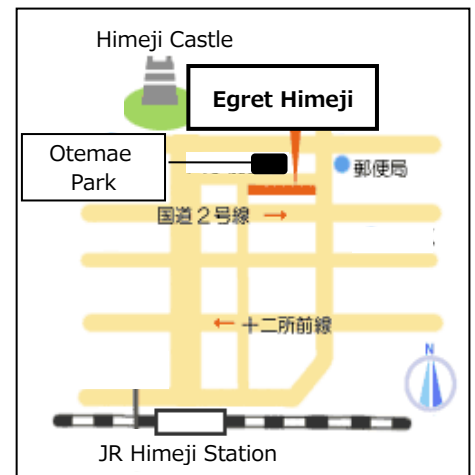 Himeji Castle
Egret Himeji
Otemae
Park
郵便局
国道2号線 →
← 十二所前線
N
JR Himeji Station